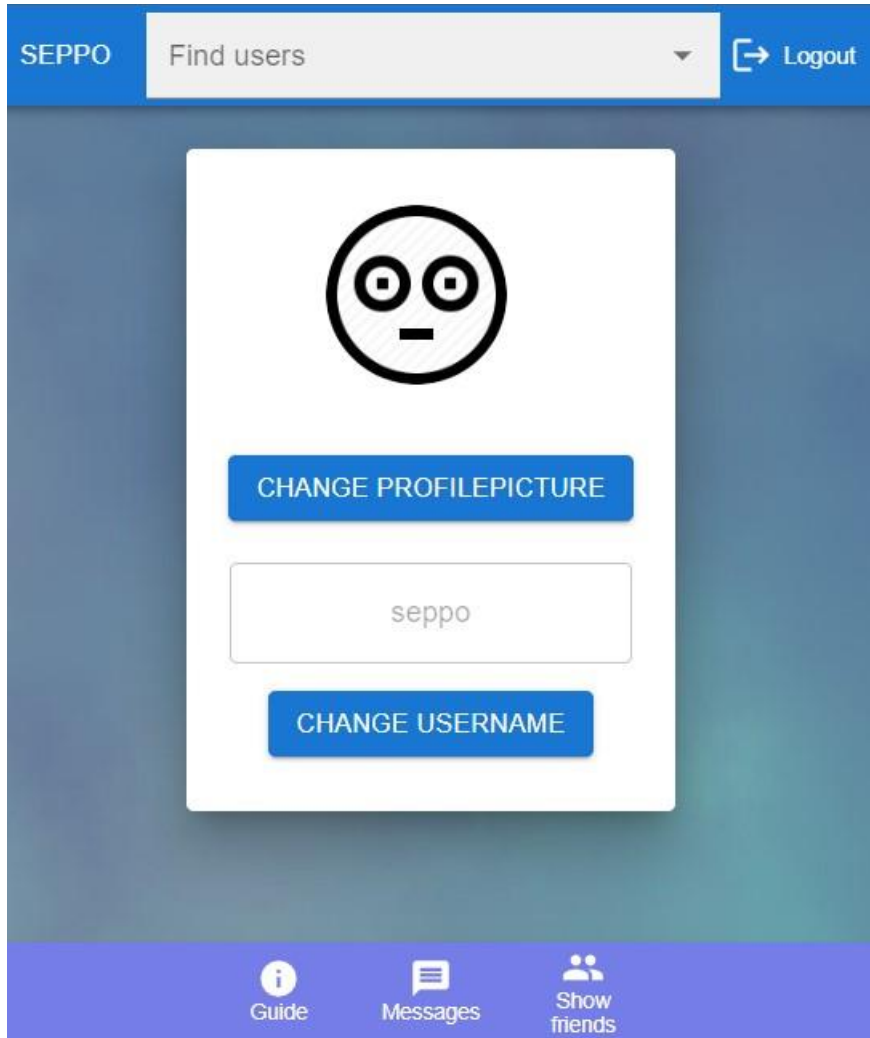 SEPPO
Find users
Logout
CHANGE PROFILEPICTURE
seppo
CHANGE USERNAME
Guide
Messages
Show
friends